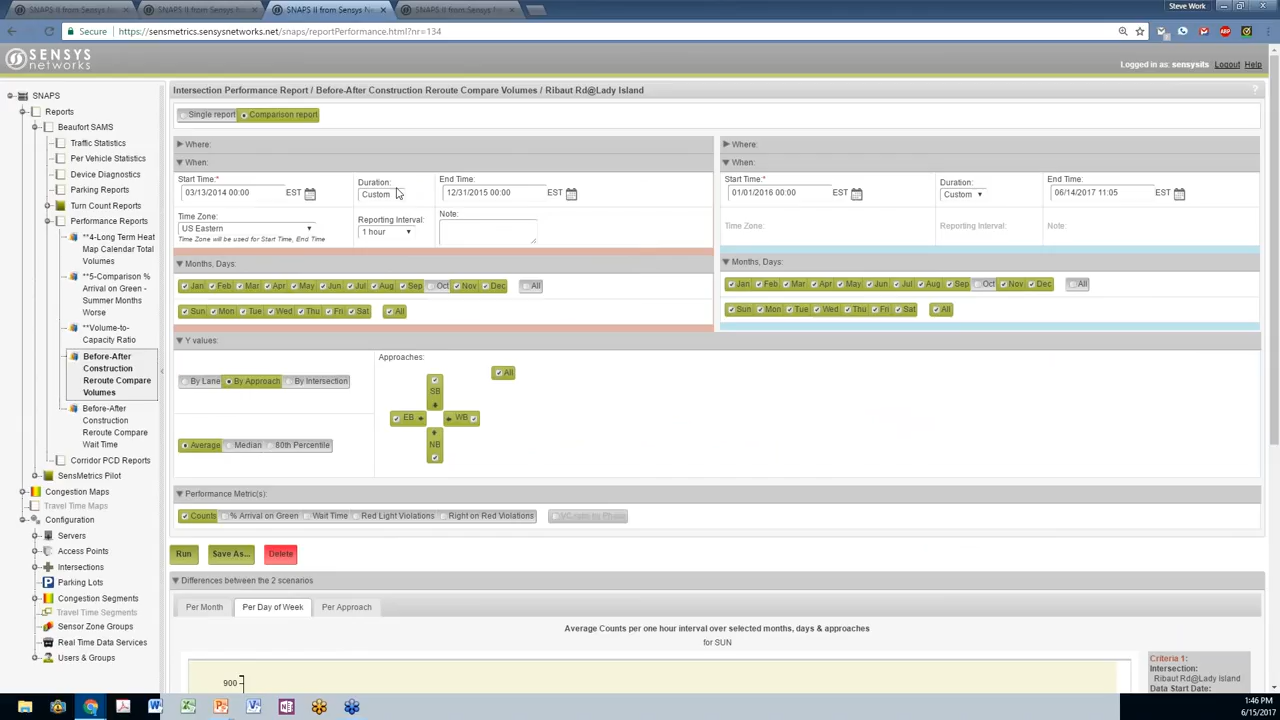 SNAPS II from Sensys N
SNAPS II from Sensys Netw
SNAPS II from Sensys N
SNAPS II from Sensys Netw
Steve Work
Secure https://sensmetrics.sensysnetworks.net/snaps/reportPerformance.html?nr=134
SENSYS
networks
Logged in as: sensysits Logout Help
SNAPS
Reports
Beaufort SAMS
Traffic Statistics
Per Vehicle Statistics
Device Diagnostics
Parking Reports
Turn Count Reports
Performance Reports
**4-Long Term Heat
Map Calendar Total
Volumes
**5-Comparison %
Arrival on Green -
Summer Months
Worse
**Volume-to-
Capacity Ratio
Before-After
Construction
Reroute Compare
Volumes
Before-After
Construction
Reroute Compare
Wait Time
Corridor PCD Reports
SensMetrics Pilot
Congestion Maps
Travel Time Maps
Configuration
Servers
Access Points
Intersections
Parking Lots
Congestion Segments
Travel Time Segments
Sensor Zone Groups
Real Time Data Services
Users & Groups
Intersection Performance Report / Before-After Construction Reroute Compare Volumes / Ribaut Rd@Lady Island ?
Single report Comparison report
Where:
When:
Start Time:* Duration: End Time:
03/13/2014 00:00 EST Custom 12/31/2015 00:00 EST
Time Zone: Reporting Interval: Note:
US Eastern 1 hour
Time Zone will be used for Start Time, End Time
Months, Days:
Jan Feb Mar Apr May Jun Jul Aug Sep Oct Nov Dec All
Sun Mon Tue Wed Thu Fri Sat All
Where:
When:
Start Time:* Duration: End Time:
01/01/2016 00:00 EST Custom 06/14/2017 11:05 EST
Time Zone: Reporting Interval: Note:
Months, Days:
Jan Feb Mar Apr May Jun Jul Aug Sep Oct Nov Dec All
Sun Mon Tue Wed Thu Fri Sat All
Y values:
By Lane By Approach By Intersection
Average Median 80th Percentile
Approaches:
All
SB
EB WB
NB
Performance Metric(s):
Counts % Arrival on Green Wait Time Red Light Violations Right on Red Violations VC ratio by Phase
Run Save As... Delete
Differences between the 2 scenarios
Per Month Per Day of Week Per Approach
Average Counts per one hour interval over selected months, days & approaches
for SUN
900
Criteria 1:
Intersection:
Ribaut Rd@Lady Island
Data Start Date:
1:46 PM
6/15/2017